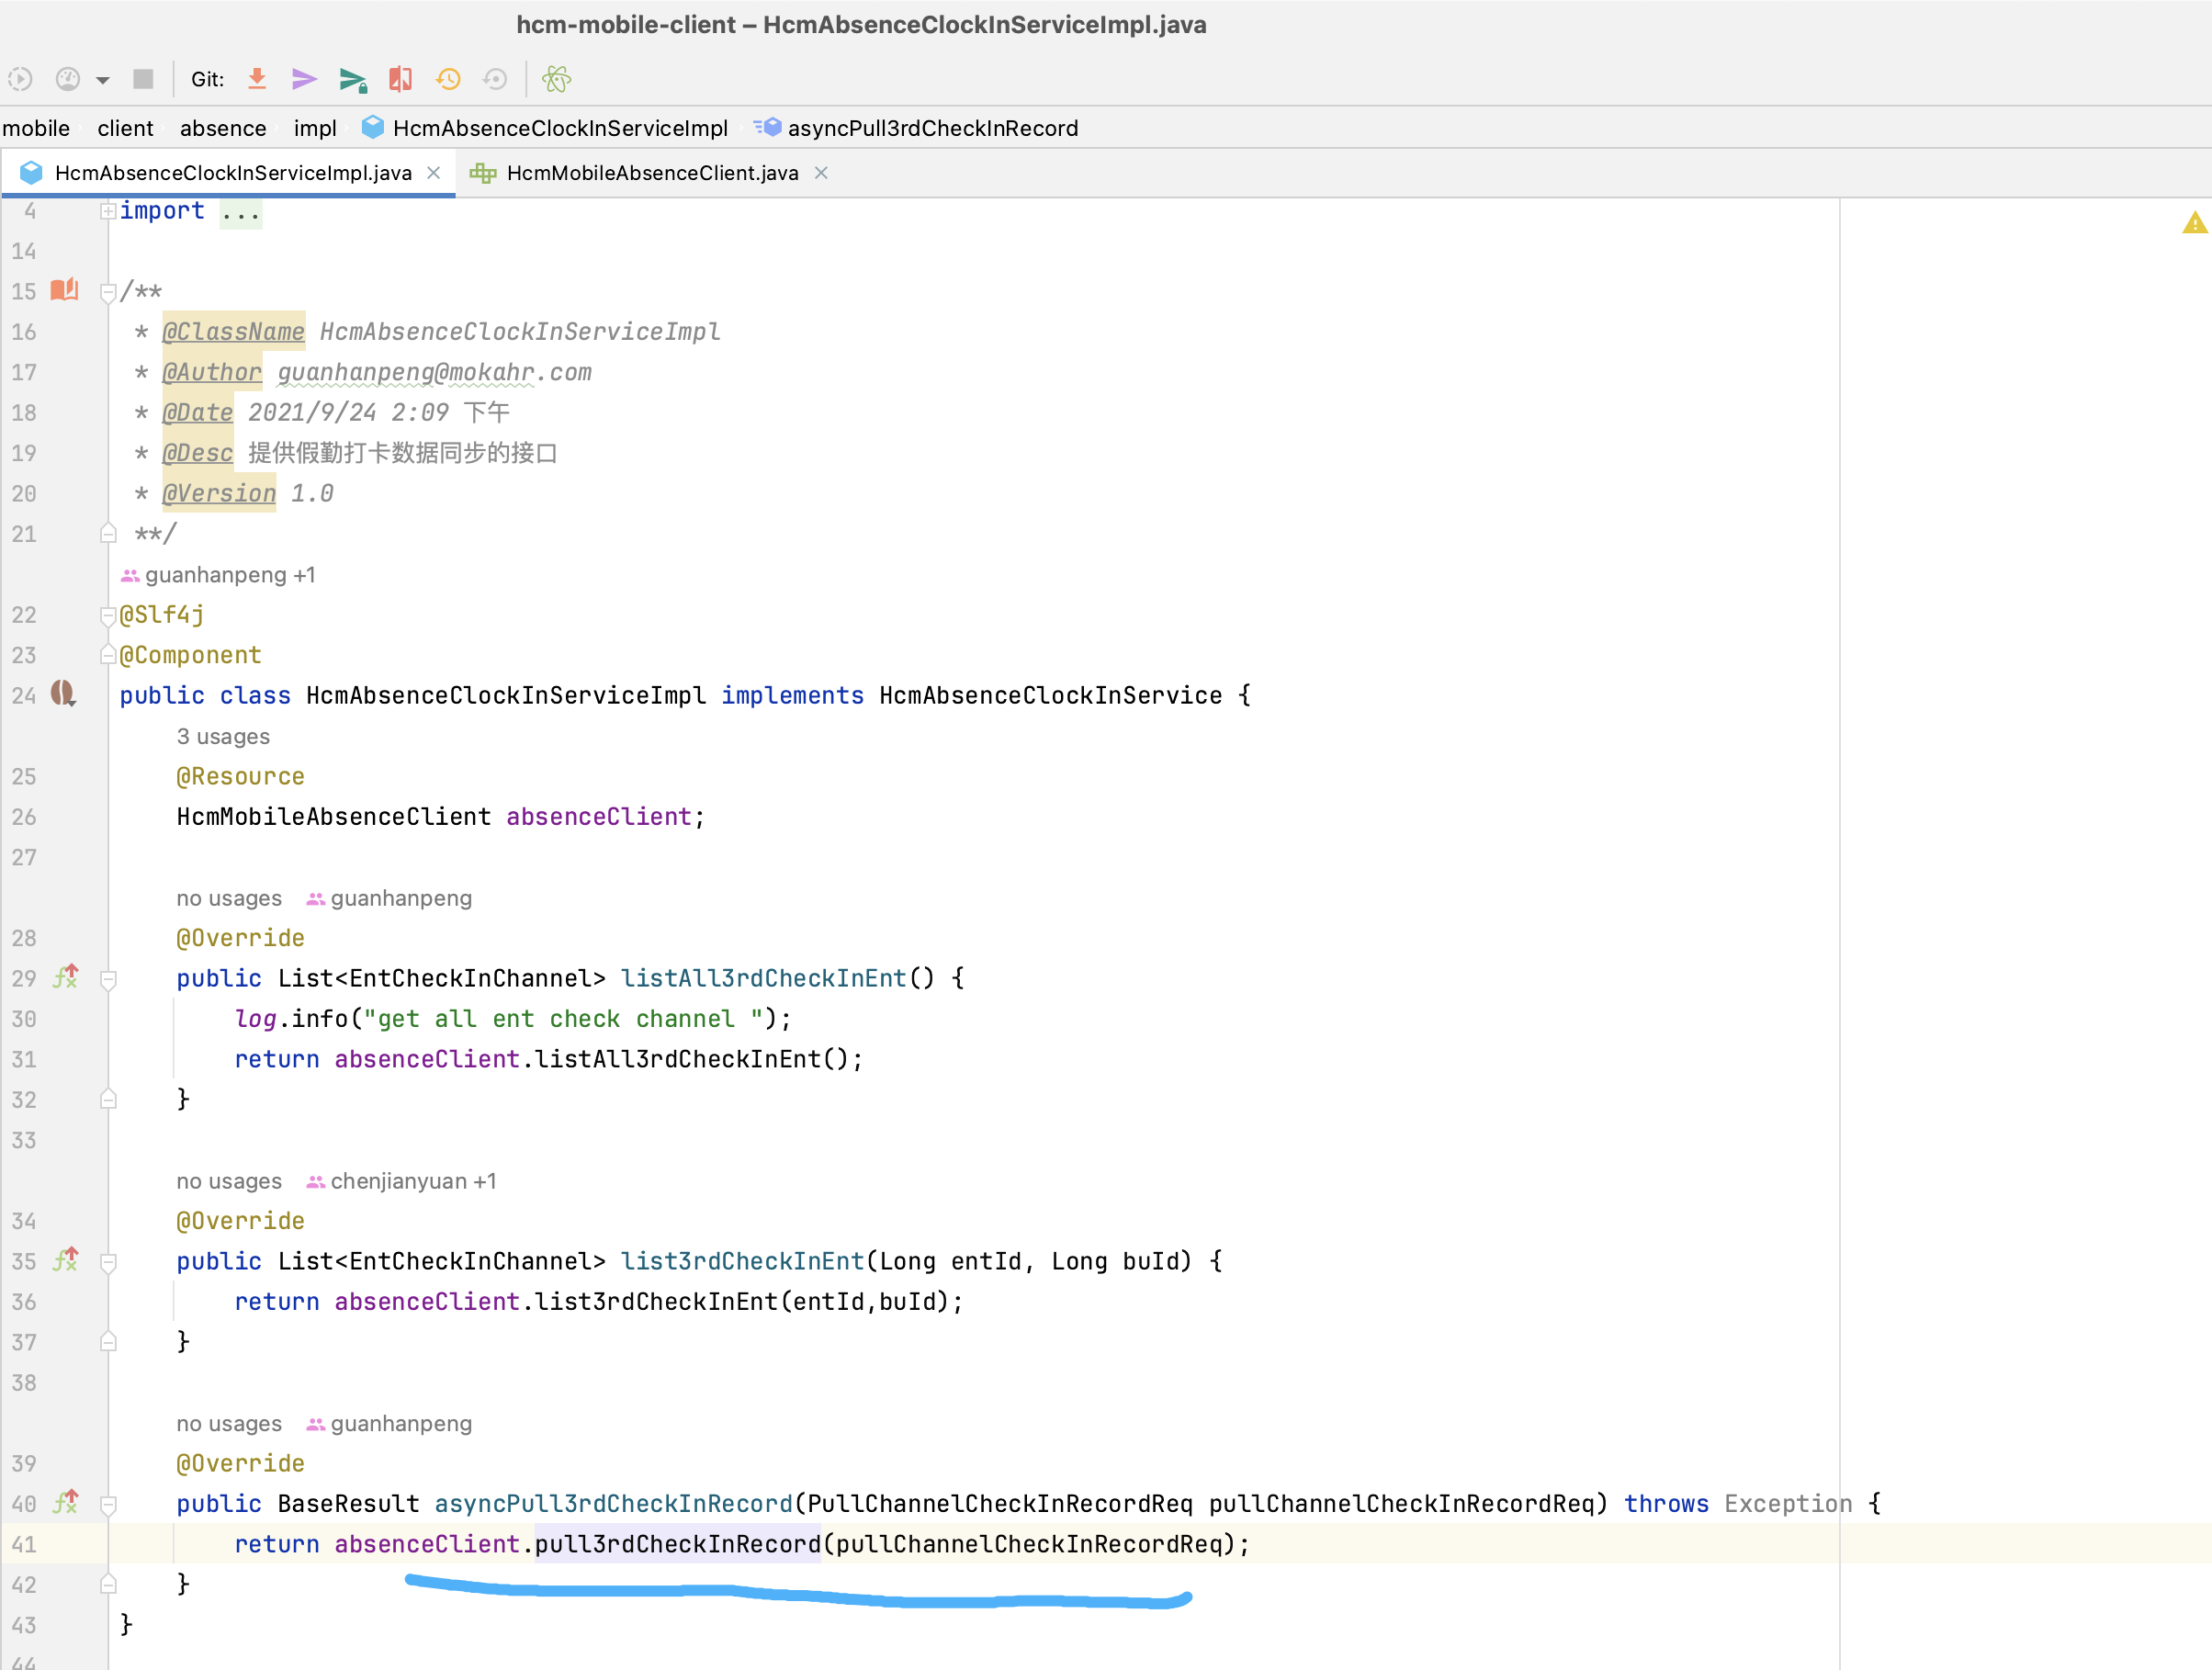 hcm-mobile-client – HcmAbsenceClockInServiceImpl.java
Git:
mobile client absence impl HcmAbsenceClockInServiceImpl asyncPull3rdCheckInRecord
HcmAbsenceClockInServiceImpl.java HcmMobileAbsenceClient.java
4 import ...
14
15 /**
16 * @ClassName HcmAbsenceClockInServiceImpl
17 * @Author guanhanpeng@mokahr.com
18 * @Date 2021/9/24 2:09 下午
19 * @Desc 提供假勤打卡数据同步的接口
20 * @Version 1.0
21 **/
guanhanpeng +1
22 @Slf4j
23 @Component
24 public class HcmAbsenceClockInServiceImpl implements HcmAbsenceClockInService {
3 usages
25 @Resource
26 HcmMobileAbsenceClient absenceClient;
27
no usages guanhanpeng
28 @Override
29 public List<EntCheckInChannel> listAll3rdCheckInEnt() {
30 log.info("get all ent check channel ");
31 return absenceClient.listAll3rdCheckInEnt();
32 }
33
no usages chenjianyuan +1
34 @Override
35 public List<EntCheckInChannel> list3rdCheckInEnt(Long entId, Long buId) {
36 return absenceClient.list3rdCheckInEnt(entId,buId);
37 }
38
no usages guanhanpeng
39 @Override
40 public BaseResult asyncPull3rdCheckInRecord(PullChannelCheckInRecordReq pullChannelCheckInRecordReq) throws Exception {
41 return absenceClient.pull3rdCheckInRecord(pullChannelCheckInRecordReq);
42 }
43 }
44